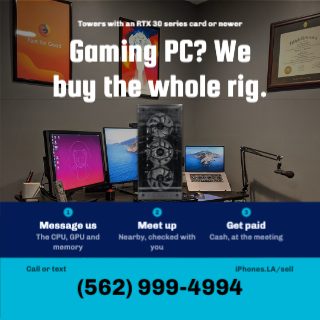 Towers with an RTX 30 series card or newer
Gaming PC? We
buy the whole rig.
1
2
3
Message us
Meet up
Get paid
The CPU, GPU and
memory
Nearby, checked with
you
Cash, at the meeting
Call or text
iPhones.LA/sell
(562) 999-4994